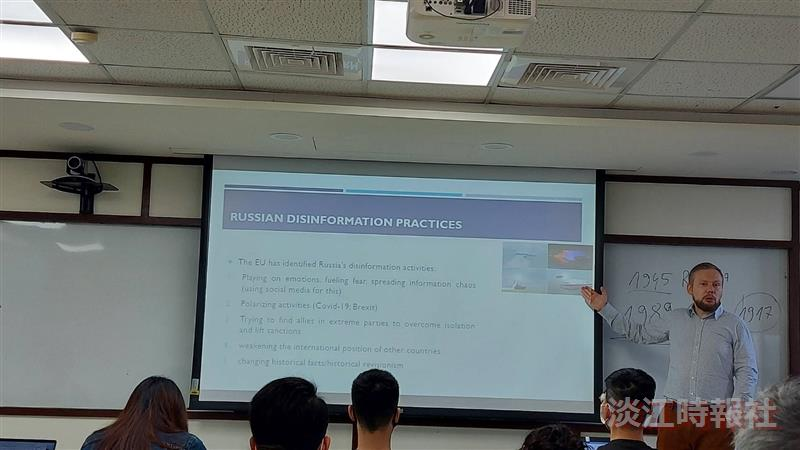 RUSSIAN DISINFORMATION PRACTICES
The EU has identified Russia's disinformation activities:
Playing on emotions, fueling fear, spreading information chaos
(using social media for this)
Polarizing activities (Covid-19; Brexit)
Trying to find allies in extreme parties to overcome isolation
and lift sanctions
weakening the international position of other countries
changing historical facts/historical revisionism
1945
1989
1917
淡江時報社